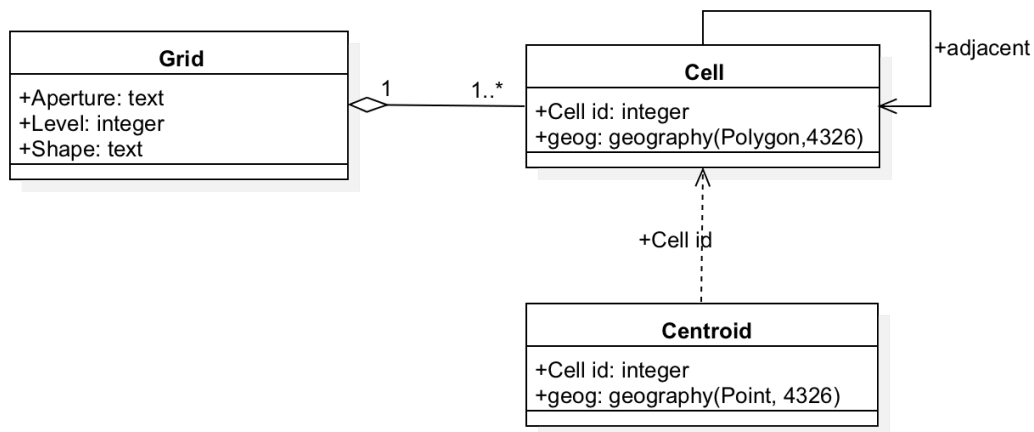 Grid
+Aperture: text
+Level: integer
+Shape: text
1
1..*
Cell
+Cell id: integer
+geog: geography(Polygon,4326)
+adjacent
+Cell id
Centroid
+Cell id: integer
+geog: geography(Point, 4326)